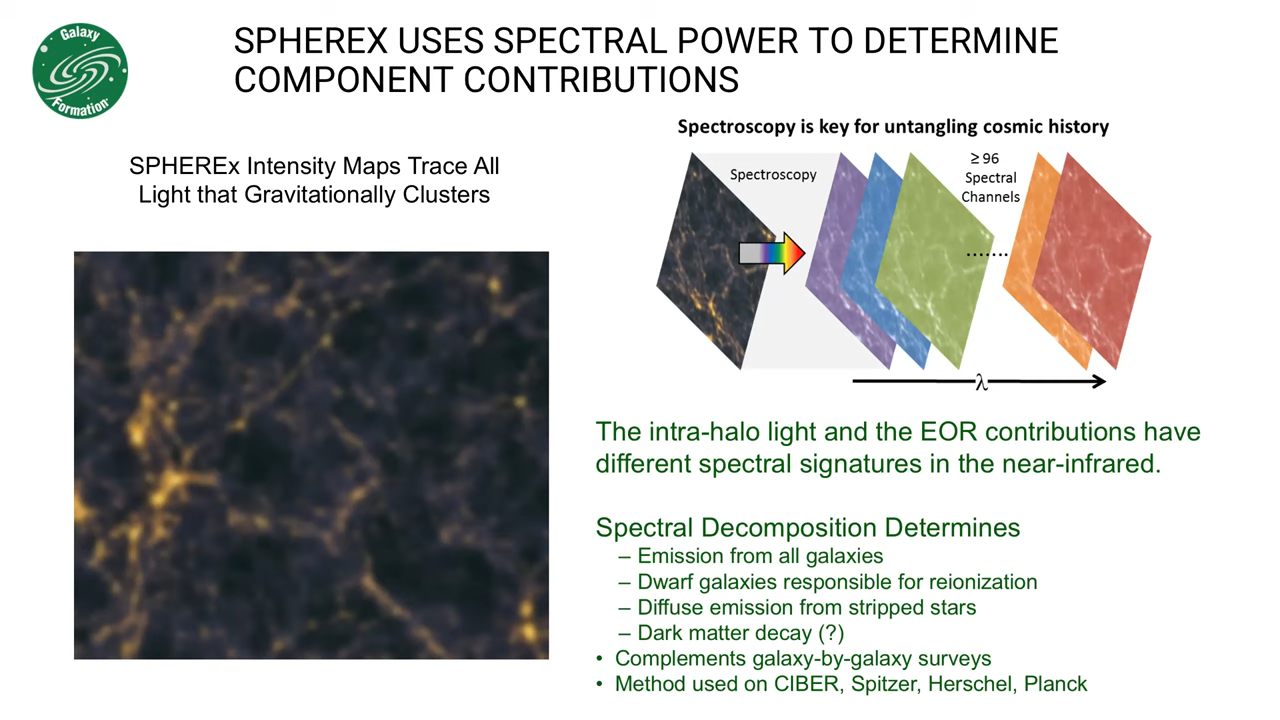 Galaxy
Formation
SPHEREX USES SPECTRAL POWER TO DETERMINE
COMPONENT CONTRIBUTIONS
SPHEREx Intensity Maps Trace All
Light that Gravitationally Clusters
Spectroscopy is key for untangling cosmic history
Spectroscopy
≥ 96
Spectral
Channels
.......
λ
The intra-halo light and the EOR contributions have
different spectral signatures in the near-infrared.
Spectral Decomposition Determines
– Emission from all galaxies
– Dwarf galaxies responsible for reionization
– Diffuse emission from stripped stars
– Dark matter decay (?)
• Complements galaxy-by-galaxy surveys
• Method used on CIBER, Spitzer, Herschel, Planck